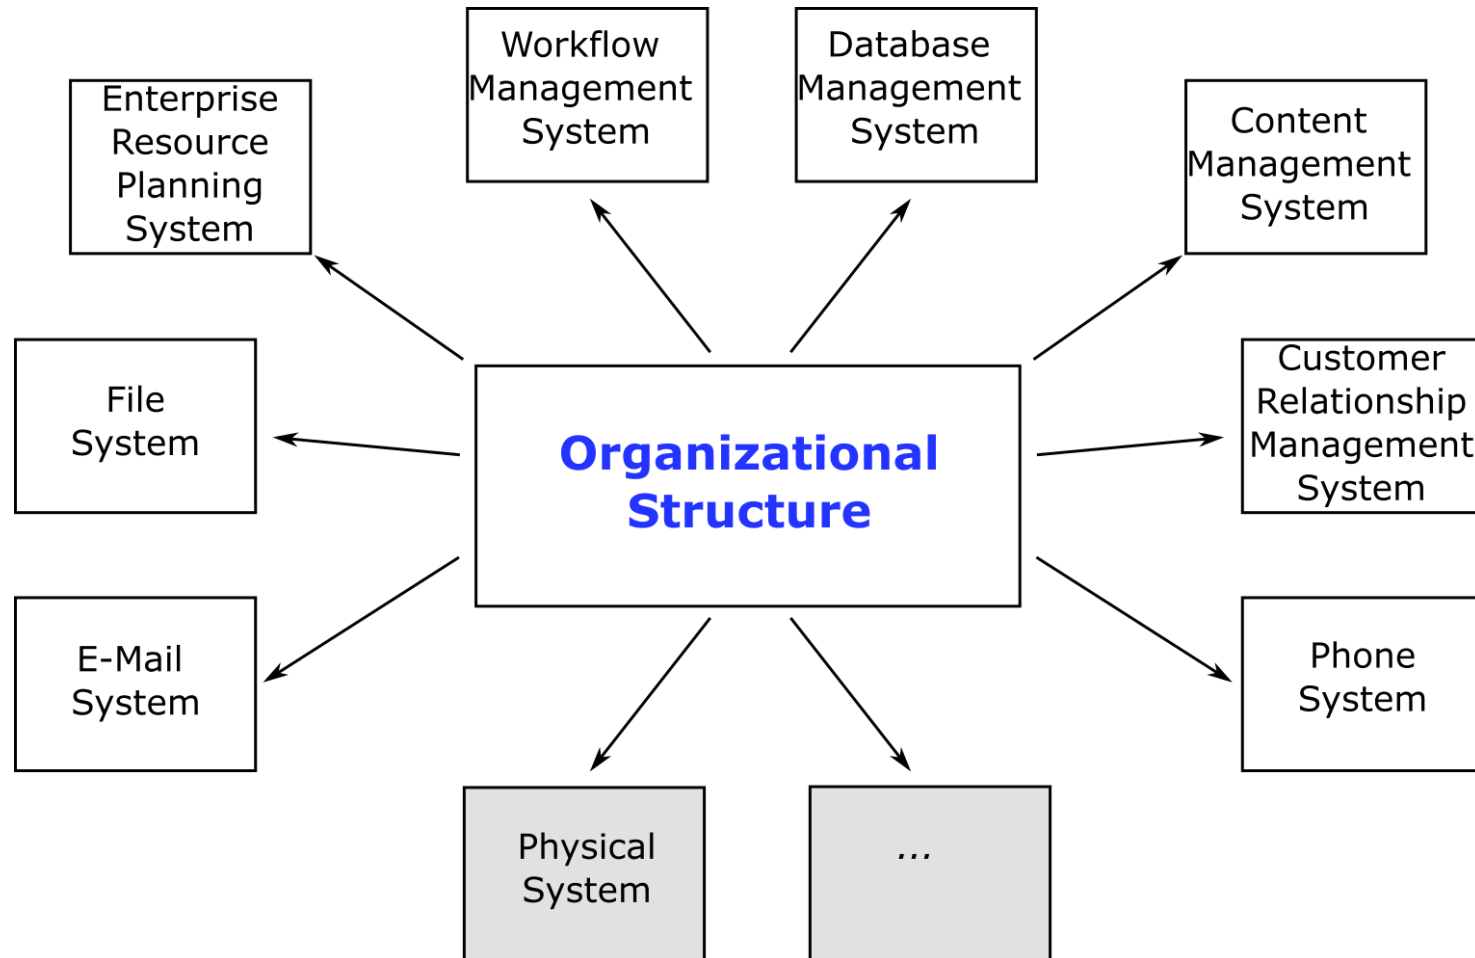 Workflow
Management
System
Database
Management
System
Enterprise
Resource
Planning
System
Content
Management
System
File
System
Organizational
Structure
Customer
Relationship
Management
System
E-Mail
System
Phone
System
Physical
System
...